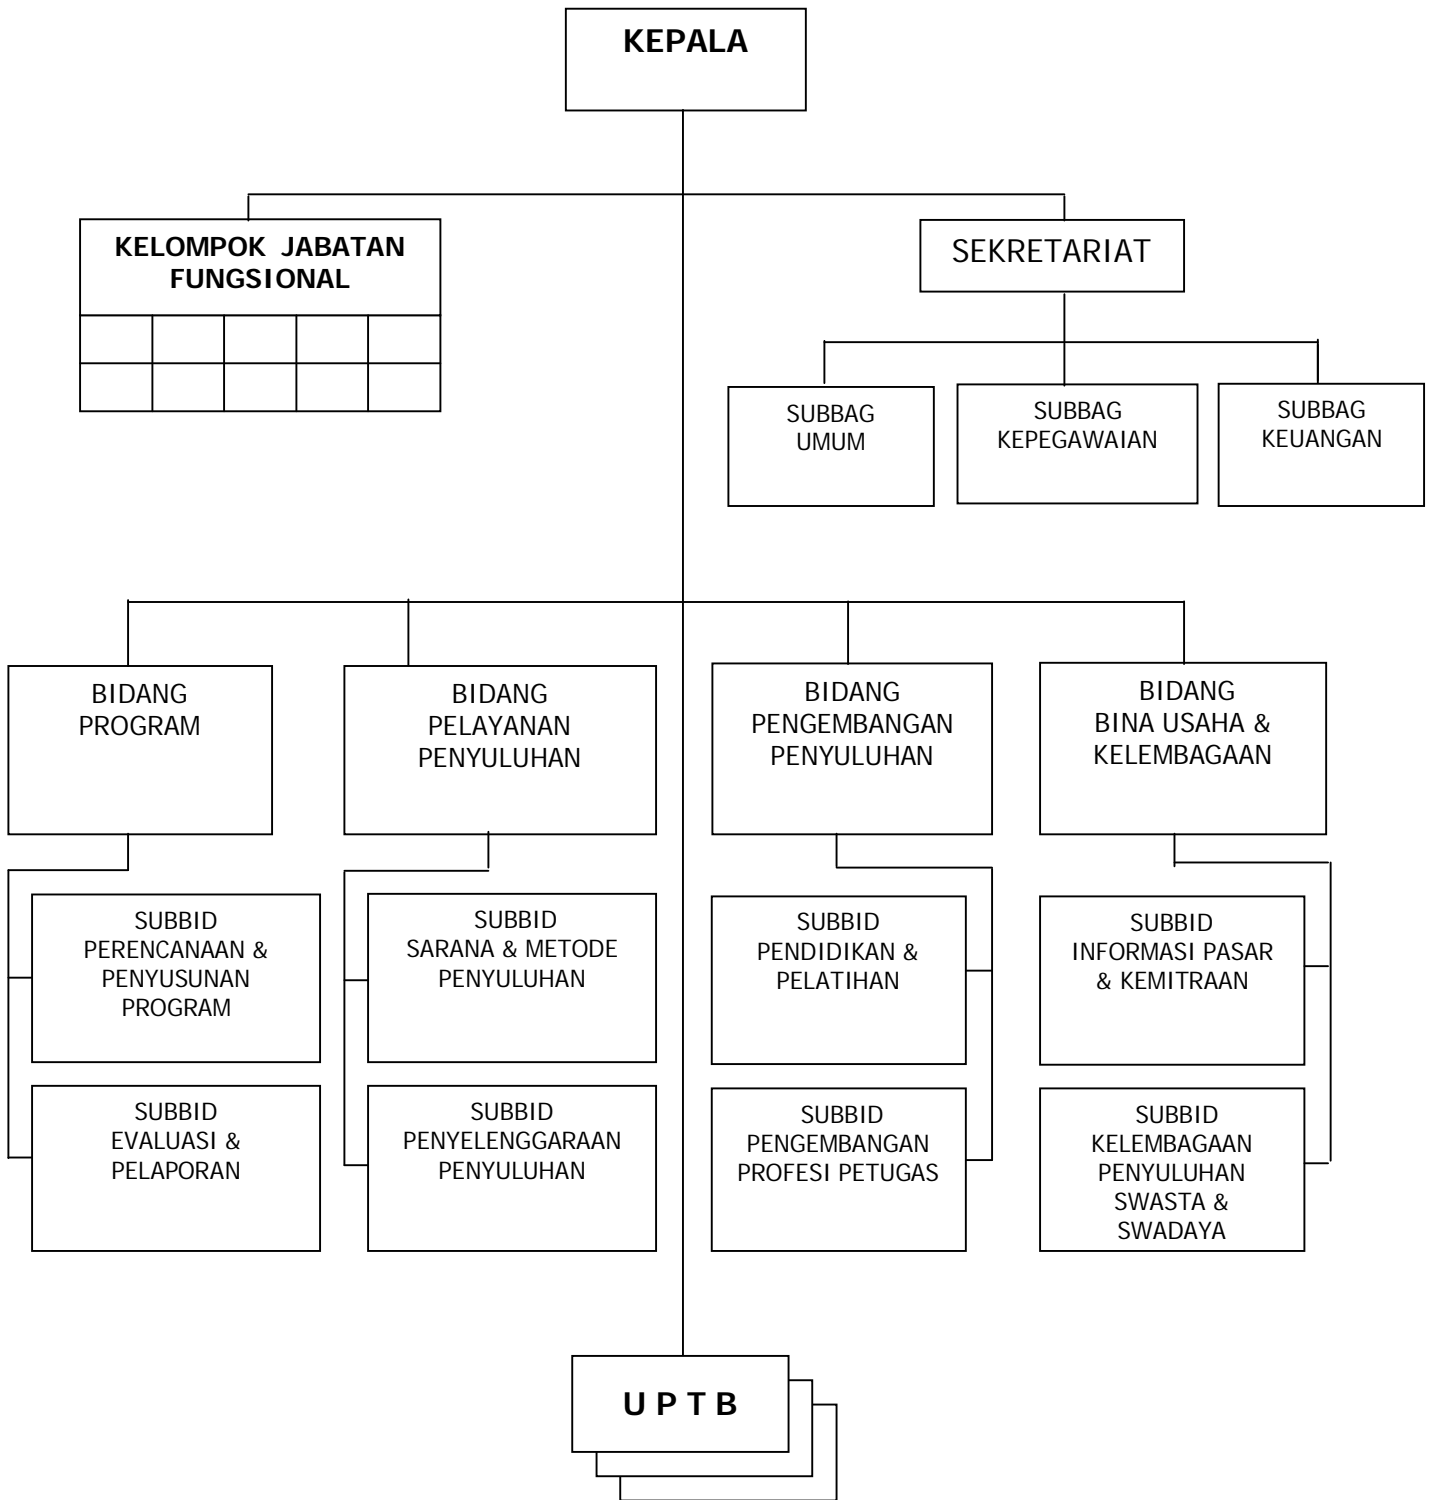 KEPALA
KELOMPOK JABATAN
FUNGSIONAL
SEKRETARIAT
SUBBAG
UMUM
SUBBAG
KEPEGAWAIAN
SUBBAG
KEUANGAN
BIDANG
PROGRAM
BIDANG
PELAYANAN
PENYULUHAN
BIDANG
PENGEMBANGAN
PENYULUHAN
BIDANG
BINA USAHA &
KELEMBAGAAN
SUBBID
PERENCANAAN &
PENYUSUNAN
PROGRAM
SUBBID
SARANA & METODE
PENYULUHAN
SUBBID
PENDIDIKAN &
PELATIHAN
SUBBID
INFORMASI PASAR
& KEMITRAAN
SUBBID
EVALUASI &
PELAPORAN
SUBBID
PENYELENGGARAAN
PENYULUHAN
SUBBID
PENGEMBANGAN
PROFESI PETUGAS
SUBBID
KELEMBAGAAN
PENYULUHAN
SWASTA &
SWADAYA
U P T B